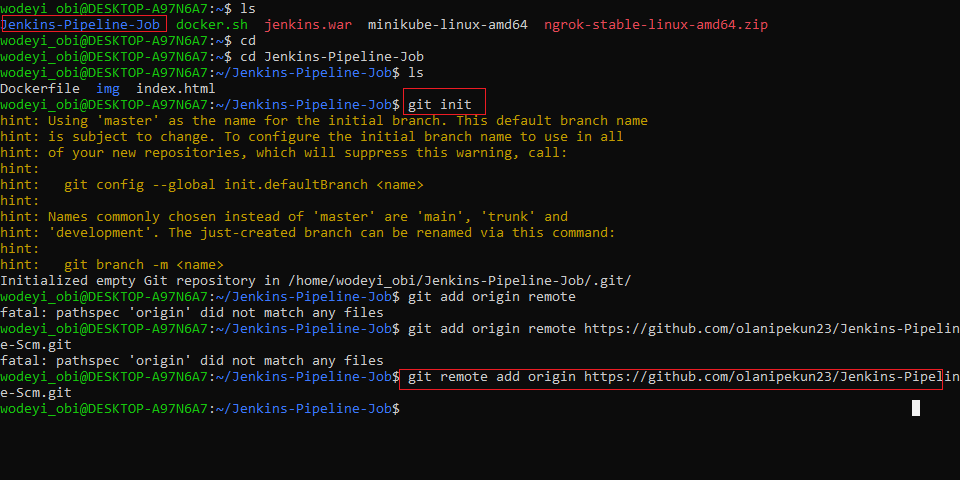 wodeyi_obi@DESKTOP-A97N6A7:~$ ls
Jenkins-Pipeline-Job  docker.sh  jenkins.war  minikube-linux-amd64  ngrok-stable-linux-amd64.zip
wodeyi_obi@DESKTOP-A97N6A7:~$ cd
wodeyi_obi@DESKTOP-A97N6A7:~$ cd Jenkins-Pipeline-Job
wodeyi_obi@DESKTOP-A97N6A7:~/Jenkins-Pipeline-Job$ ls
Dockerfile  img  index.html
wodeyi_obi@DESKTOP-A97N6A7:~/Jenkins-Pipeline-Job$ git init
hint: Using 'master' as the name for the initial branch. This default branch name
hint: is subject to change. To configure the initial branch name to use in all
hint: of your new repositories, which will suppress this warning, call:
hint:
hint:   git config --global init.defaultBranch <name>
hint:
hint: Names commonly chosen instead of 'master' are 'main', 'trunk' and
hint: 'development'. The just-created branch can be renamed via this command:
hint:
hint:   git branch -m <name>
Initialized empty Git repository in /home/wodeyi_obi/Jenkins-Pipeline-Job/.git/
wodeyi_obi@DESKTOP-A97N6A7:~/Jenkins-Pipeline-Job$ git add origin remote
fatal: pathspec 'origin' did not match any files
wodeyi_obi@DESKTOP-A97N6A7:~/Jenkins-Pipeline-Job$ git add origin remote https://github.com/olanipekun23/Jenkins-Pipelin
e-Scm.git
fatal: pathspec 'origin' did not match any files
wodeyi_obi@DESKTOP-A97N6A7:~/Jenkins-Pipeline-Job$ git remote add origin https://github.com/olanipekun23/Jenkins-Pipelin
e-Scm.git
wodeyi_obi@DESKTOP-A97N6A7:~/Jenkins-Pipeline-Job$